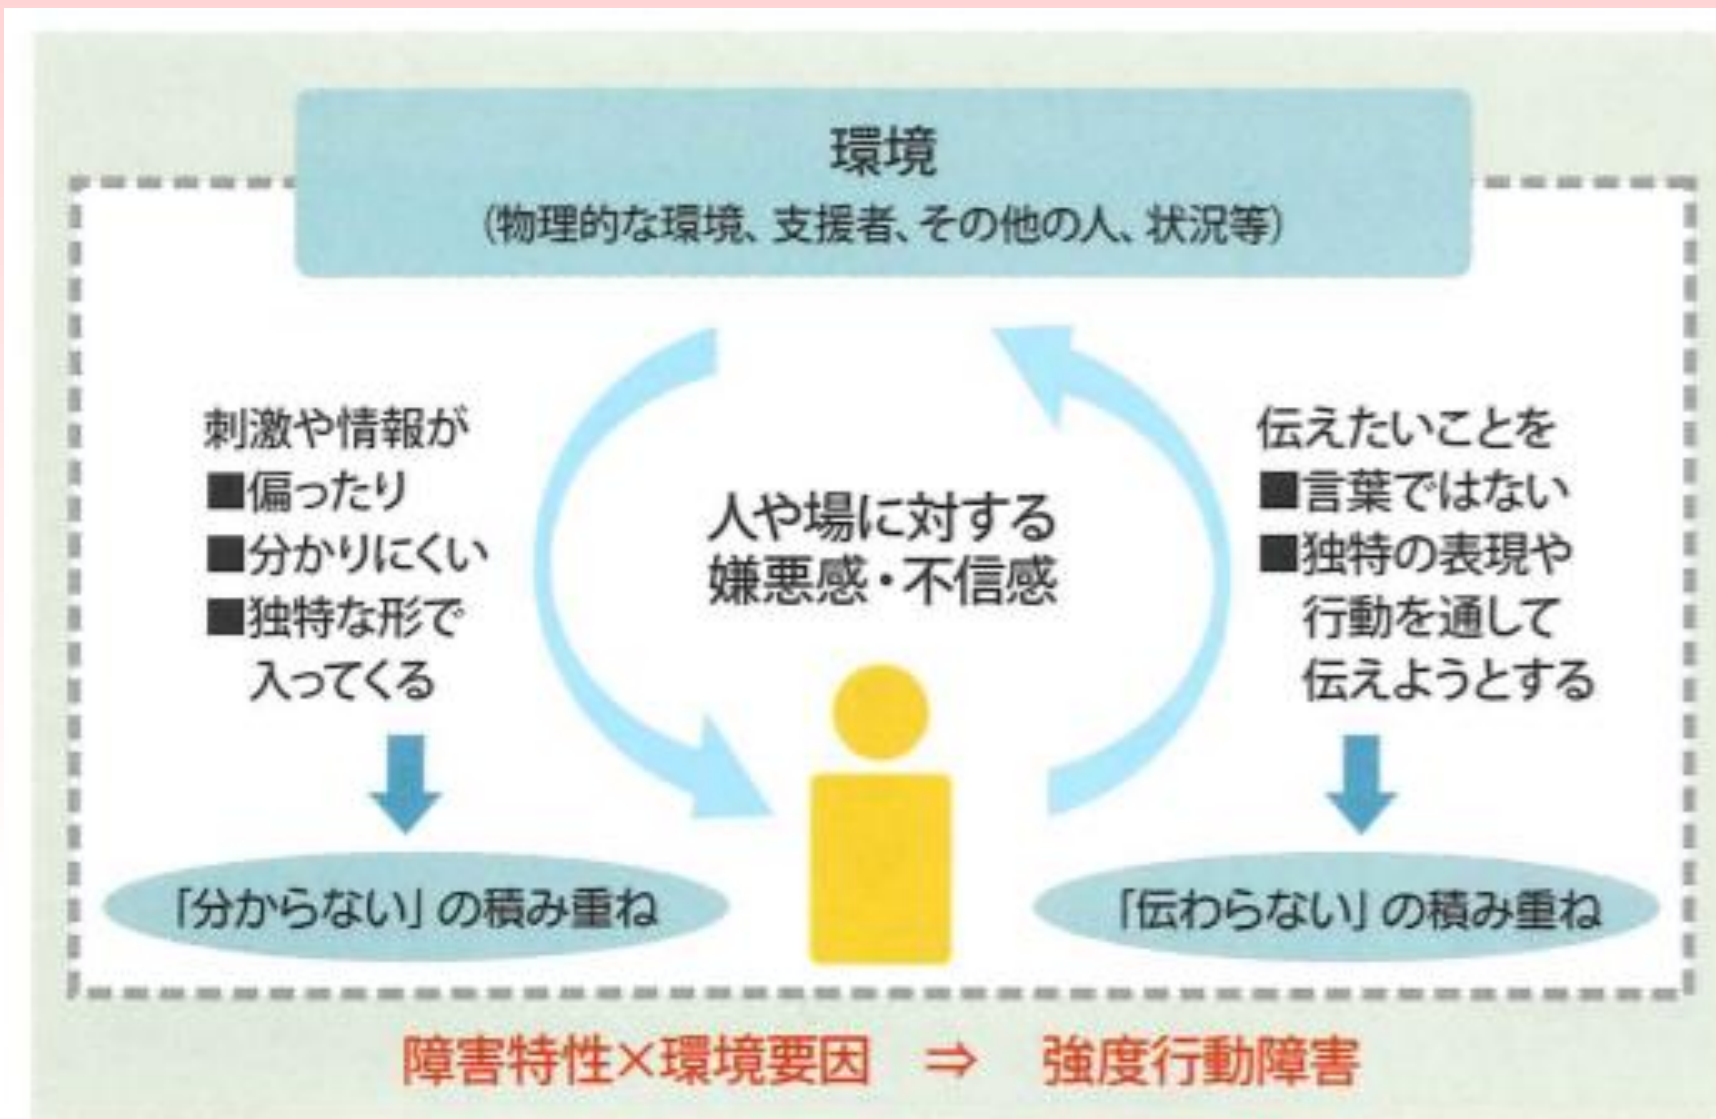 環境
(物理的な環境、支援者、その他の人、状況等)
刺激や情報が
■偏ったり
■分かりにくい
■独特な形で
入ってくる
人や場に対する
嫌悪感・不信感
伝えたいことを
■言葉ではない
■独特の表現や
行動を通して
伝えようとする
「分からない」の積み重ね
「伝わらない」の積み重ね
障害特性×環境要因 ⇒ 強度行動障害